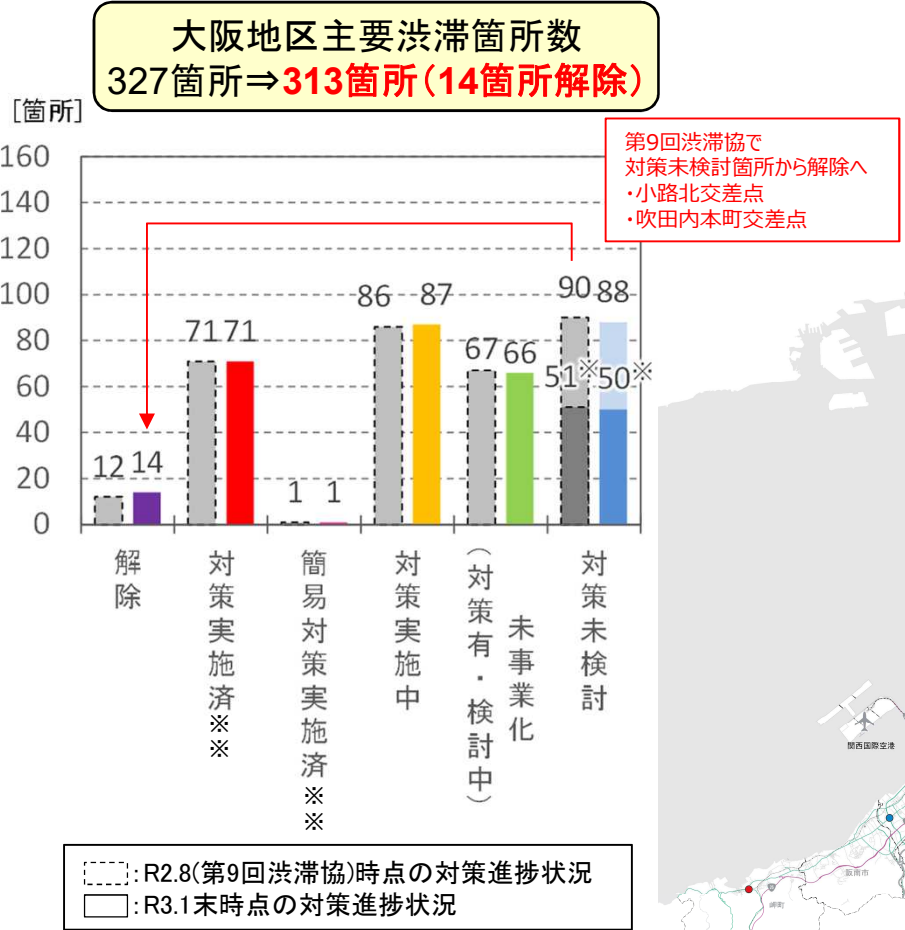 大阪地区主要渋滞箇所数
327箇所⇒313箇所(14箇所解除)
[箇所]
第9回渋滞協で
対策未検討箇所から解除へ
・小路北交差点
・吹田内本町交差点
160
140
120
100
80
60
40
20
0
12 14
71 71
1 1
86 87
67 66
90 88
51※ 50※
解除
対策実施済※※
簡易対策実施済※※
対策実施中
未事業化
(対策有・検討中)
対策未検討
:R2.8(第9回渋滞協)時点の対策進捗状況
:R3.1末時点の対策進捗状況
関西国際空港
阪南市
岬町